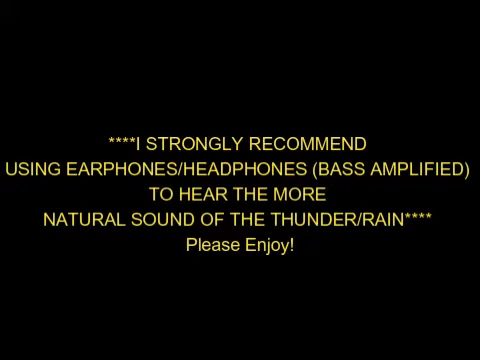 ****I STRONGLY RECOMMEND
USING EARPHONES/HEADPHONES (BASS AMPLIFIED)
TO HEAR THE MORE
NATURAL SOUND OF THE THUNDER/RAIN****
Please Enjoy!